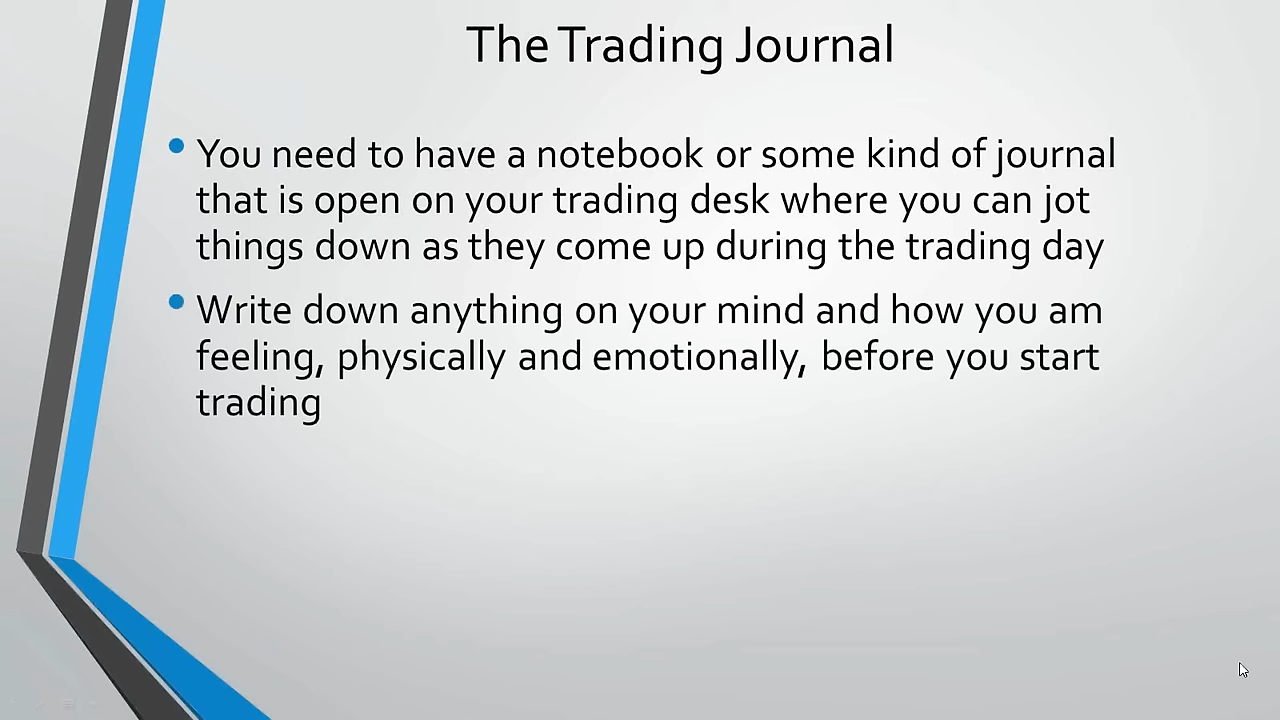 The Trading Journal
• You need to have a notebook or some kind of journal
that is open on your trading desk where you can jot
things down as they come up during the trading day
• Write down anything on your mind and how you am
feeling, physically and emotionally, before you start
trading